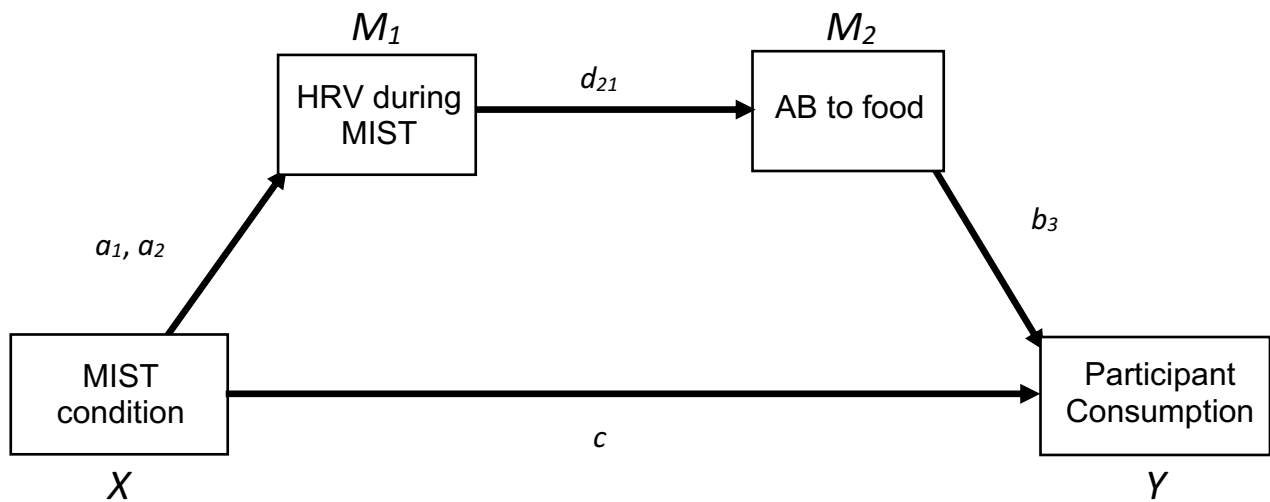 M1
M2
HRV during
MIST
d21
AB to food
a1, a2
b3
MIST
condition
c
Participant
Consumption
X
Y